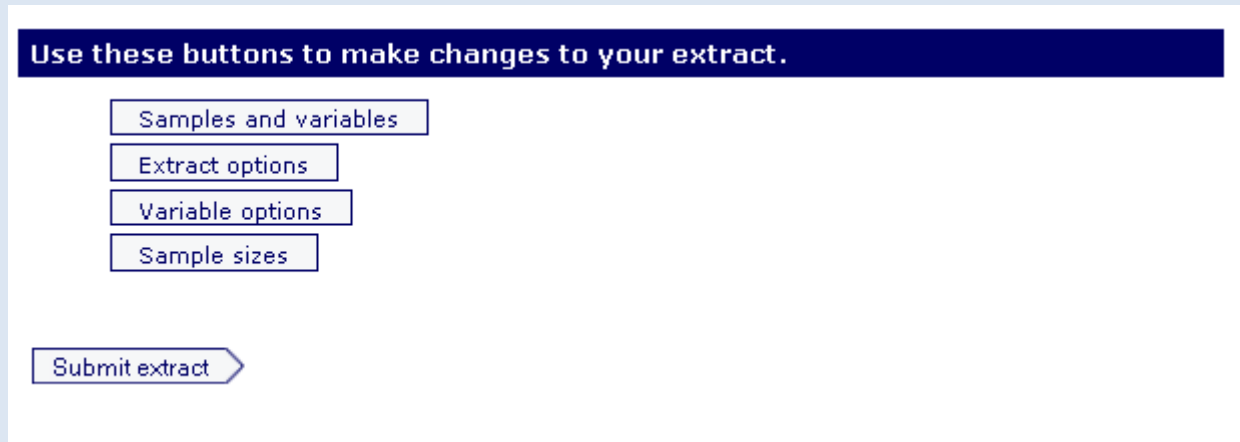 Use these buttons to make changes to your extract.
Samples and variables
Extract options
Variable options
Sample sizes
Submit extract